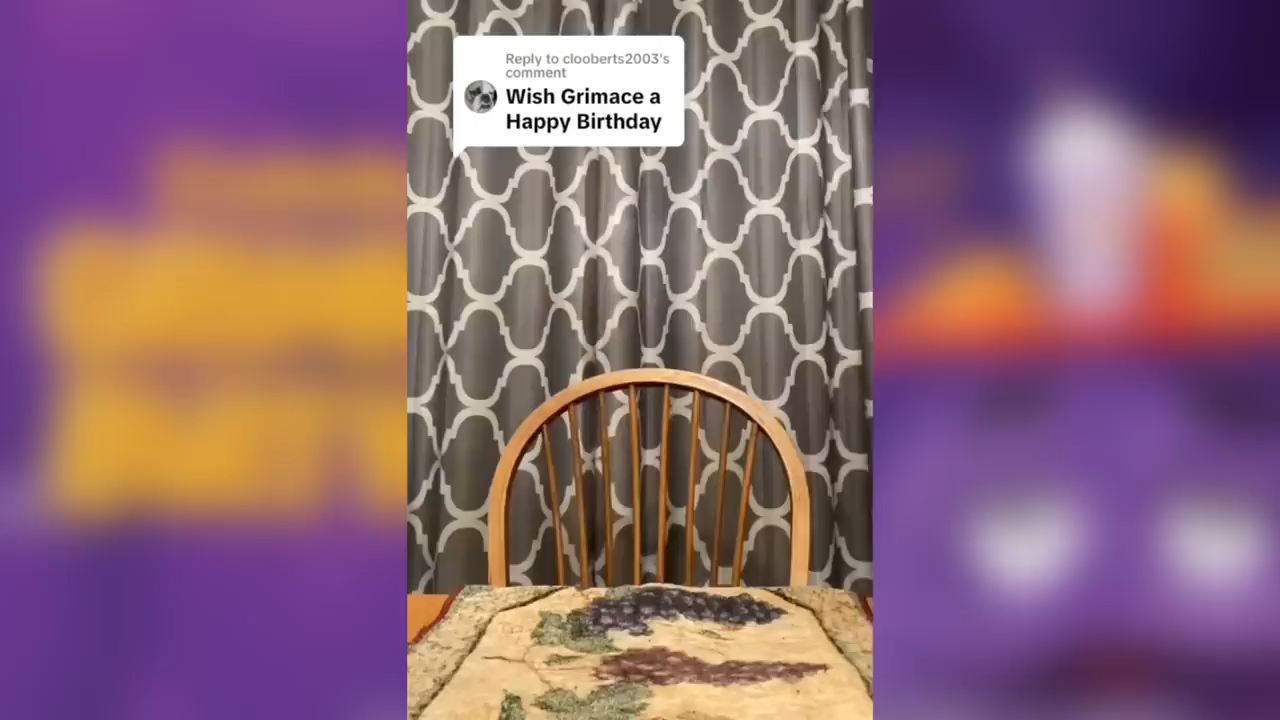 Reply to clooberts2003's
comment
Wish Grimace a
Happy Birthday